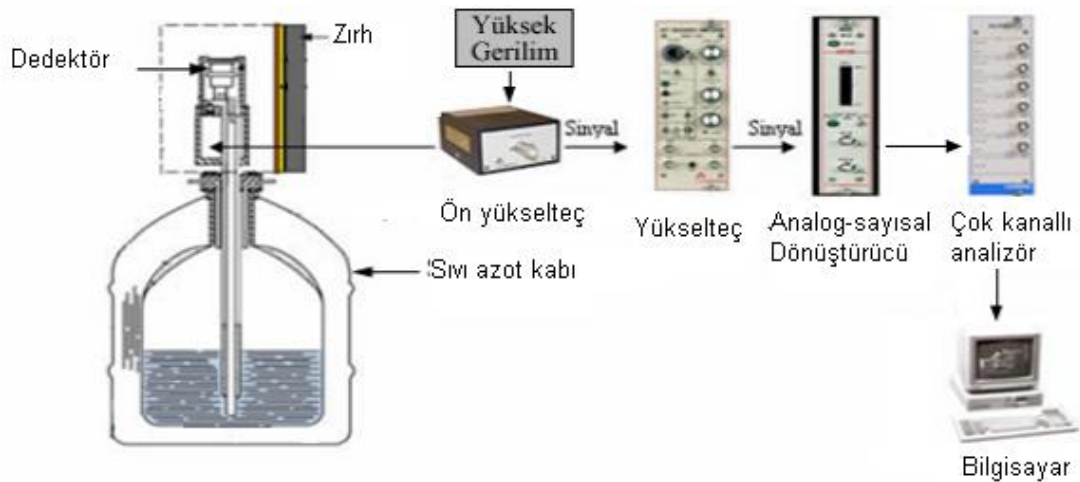 Yüksek
Gerilim
Zırh
Dedektör
Sinyal
Sinyal
Ön yükselteç
Yükselteç
Analog-sayısal
Dönüştürücü
Çok kanallı
analizör
Sıvı azot kabı
Bilgisayar